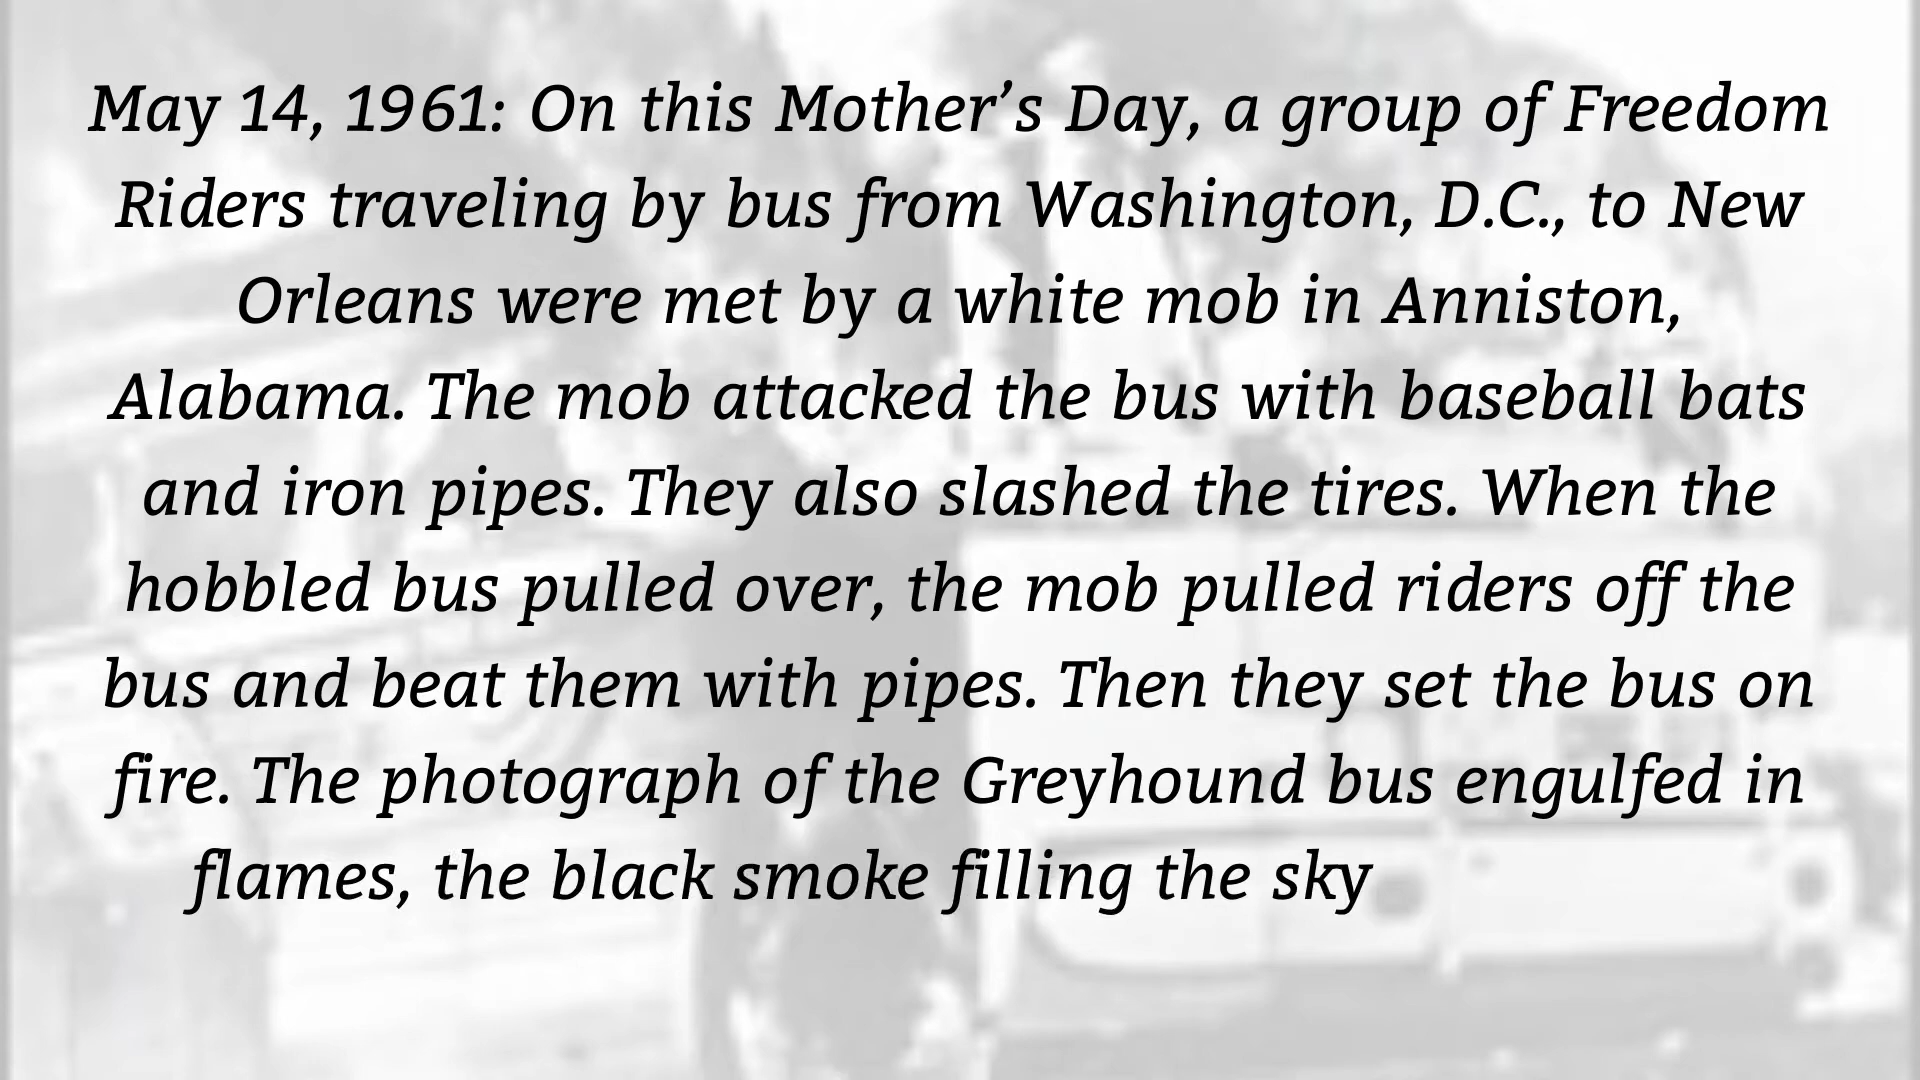 May 14, 1961: On this Mother’s Day, a group of Freedom
Riders traveling by bus from Washington, D.C., to New
Orleans were met by a white mob in Anniston,
Alabama. The mob attacked the bus with baseball bats
and iron pipes. They also slashed the tires. When the
hobbled bus pulled over, the mob pulled riders off the
bus and beat them with pipes. Then they set the bus on
fire. The photograph of the Greyhound bus engulfed in
flames, the black smoke filling the sky